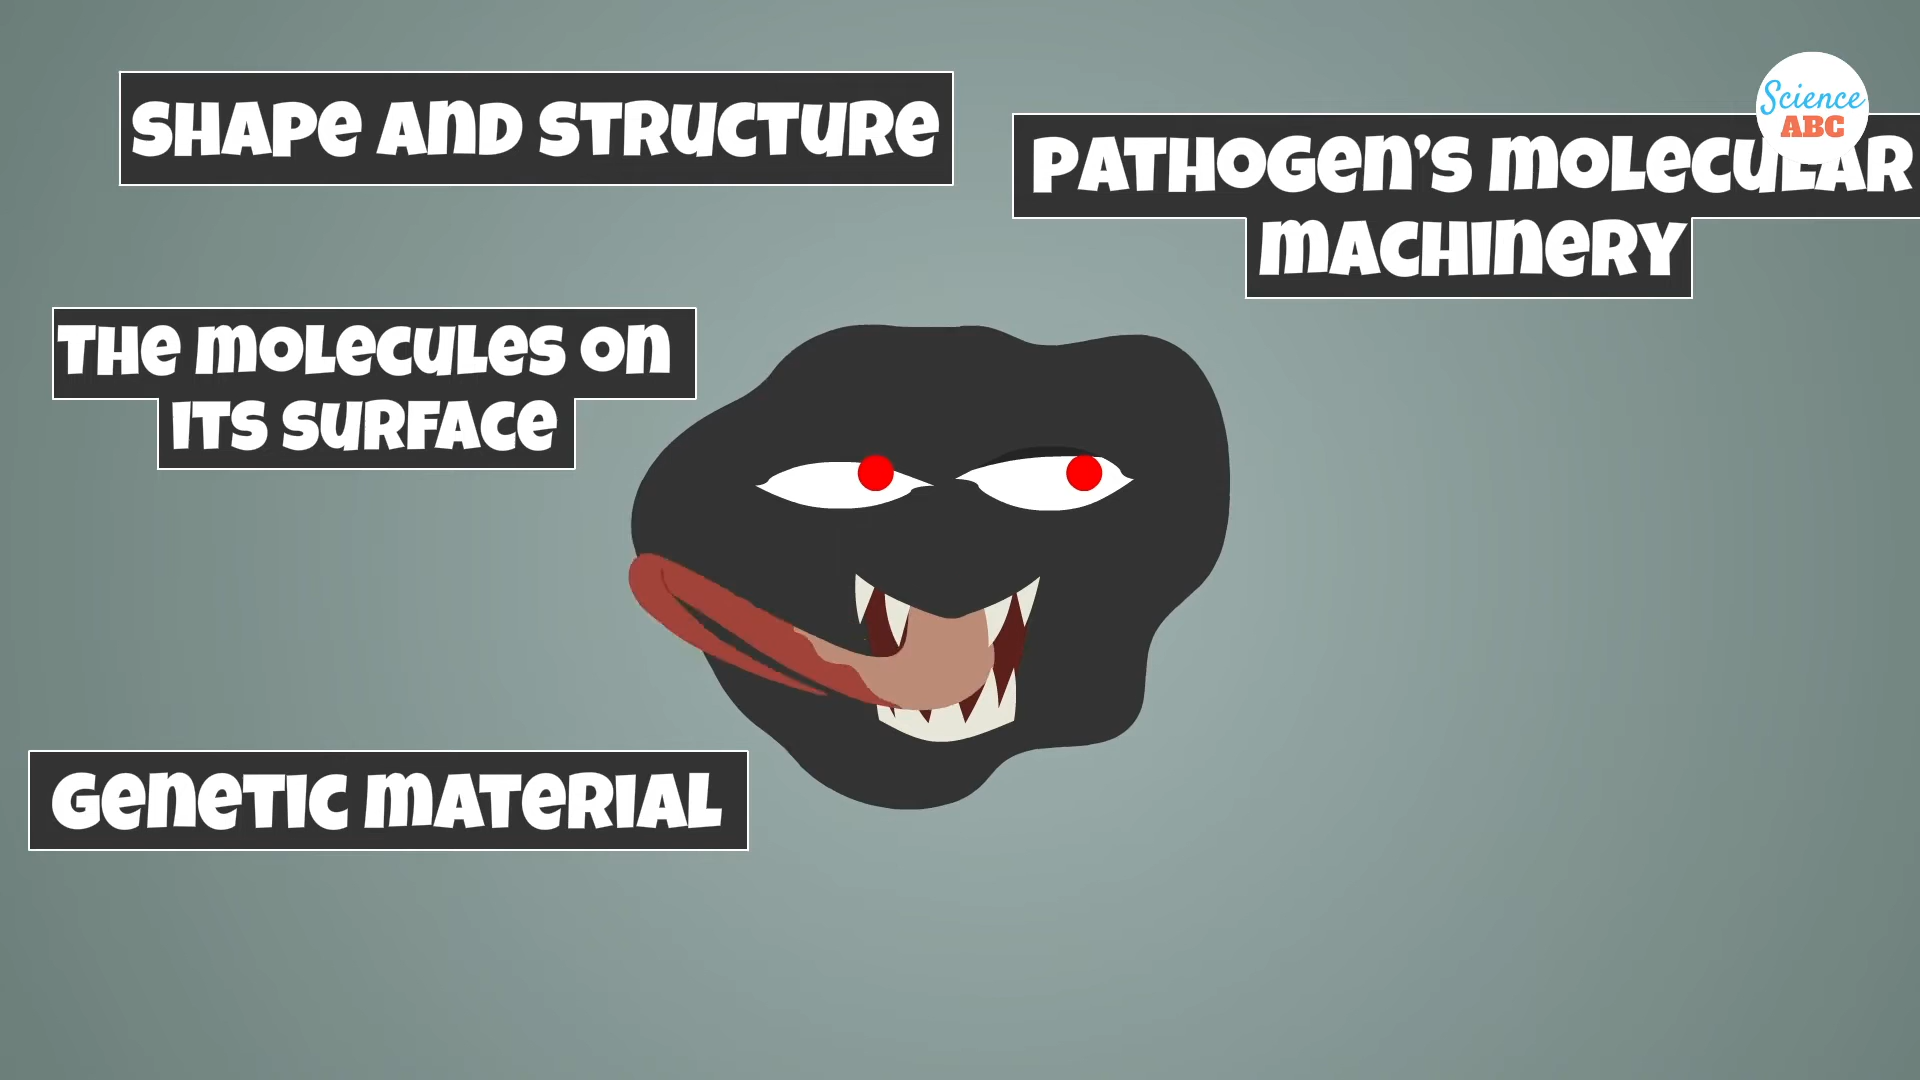 SHAPE AND STRUCTURE
Science
ABC
PATHOGEN'S MOLECULAR
MACHINERY
THE MOLECULES ON
ITS SURFACE
GENETIC MATERIAL